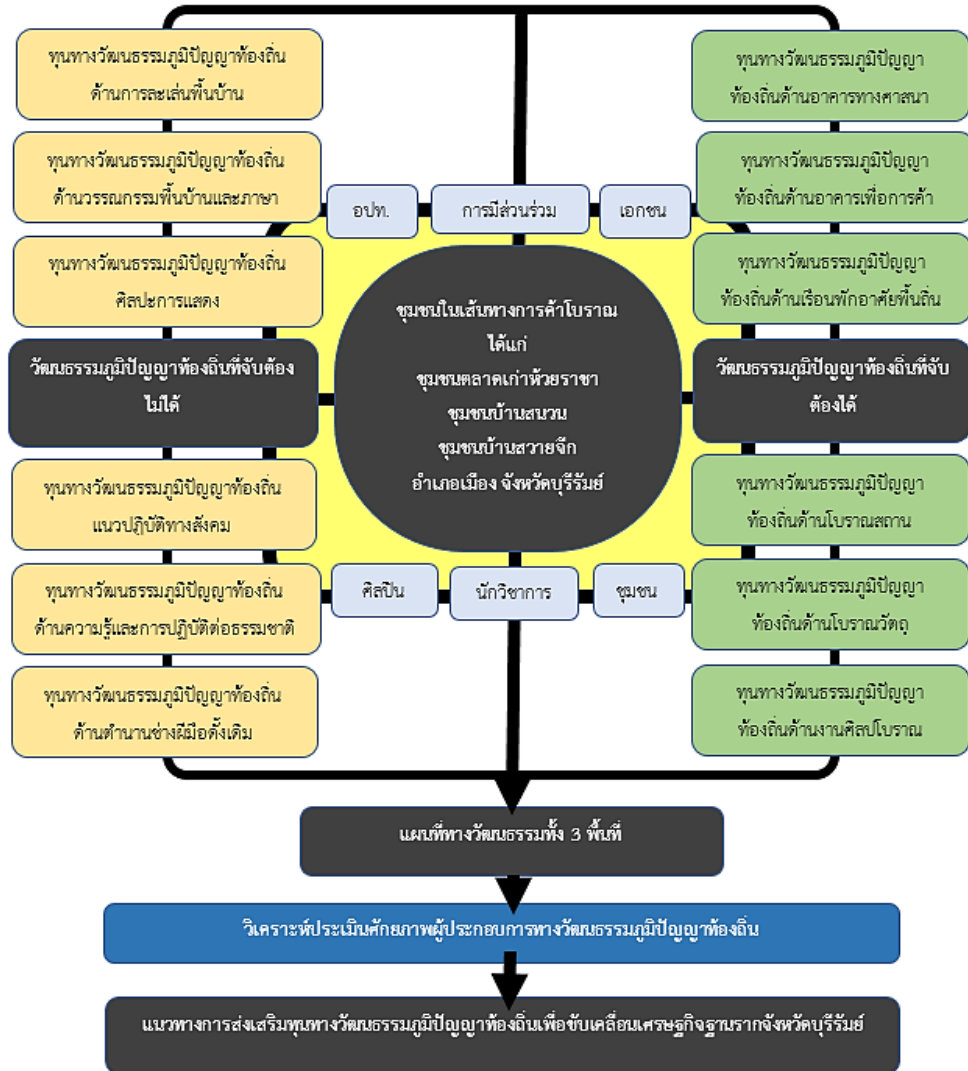 ทุนทางวัฒนธรรมภูมิปัญญาท้องถิ่น
ด้านการละเล่นพื้นบ้าน
ทุนทางวัฒนธรรมภูมิปัญญาท้องถิ่น
ด้านวรรณกรรมพื้นบ้านและภาษา
ทุนทางวัฒนธรรมภูมิปัญญาท้องถิ่น
ศิลปะการแสดง
วัฒนธรรมภูมิปัญญาท้องถิ่นที่จับต้อง
ไม่ได้
ทุนทางวัฒนธรรมภูมิปัญญาท้องถิ่น
แนวปฏิบัติทางสังคม
ทุนทางวัฒนธรรมภูมิปัญญาท้องถิ่น
ด้านความรู้และการปฏิบัติต่อธรรมชาติ
ทุนทางวัฒนธรรมภูมิปัญญาท้องถิ่น
ด้านตำนานช่างฝีมือดั้งเดิม
อปท.
การมีส่วนร่วม
เอกชน
ชุมชนในเส้นทางการค้าโบราณ
ได้แก่
ชุมชนตลาดเก่าห้วยราชา
ชุมชนบ้านสนวน
ชุมชนบ้านสวายจีก
อำเภอเมือง จังหวัดบุรีรัมย์
ศิลปิน
นักวิชาการ
ชุมชน
ทุนทางวัฒนธรรมภูมิปัญญา
ท้องถิ่นด้านอาคารทางศาสนา
ทุนทางวัฒนธรรมภูมิปัญญา
ท้องถิ่นด้านอาคารเพื่อการค้า
ทุนทางวัฒนธรรมภูมิปัญญา
ท้องถิ่นด้านเรือนพักอาศัยพื้นถิ่น
วัฒนธรรมภูมิปัญญาท้องถิ่นที่จับ
ต้องได้
ทุนทางวัฒนธรรมภูมิปัญญา
ท้องถิ่นด้านโบราณสถาน
ทุนทางวัฒนธรรมภูมิปัญญา
ท้องถิ่นด้านโบราณวัตถุ
ทุนทางวัฒนธรรมภูมิปัญญา
ท้องถิ่นด้านงานศิลปโบราณ
แผนที่ทางวัฒนธรรมทั้ง 3 พื้นที่
วิเคราะห์ประเมินศักยภาพผู้ประกอบการทางวัฒนธรรมภูมิปัญญาท้องถิ่น
แนวทางการส่งเสริมทุนทางวัฒนธรรมภูมิปัญญาท้องถิ่นเพื่อขับเคลื่อนเศรษฐกิจฐานรากจังหวัดบุรีรัมย์